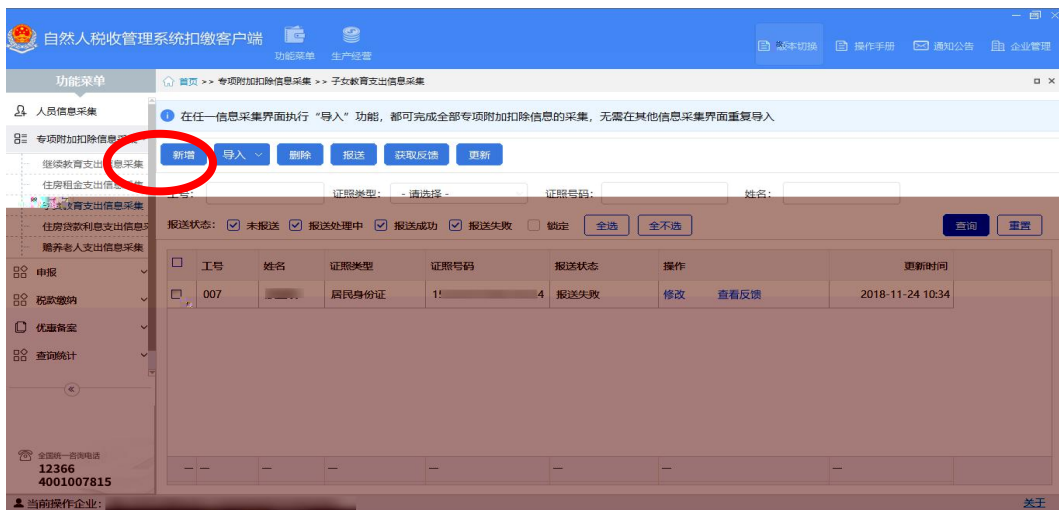 自然人税收管理系统扣缴客户端
功能菜单 生产经营 版本切换 操作手册 通知公告 企业管理
功能菜单 首页 >> 专项附加扣除信息采集 >> 子女教育支出信息采集
人员信息采集
在任一信息采集界面执行“导入”功能，都可完成全部专项附加扣除信息的采集，无需在其他信息采集界面重复导入
专项附加扣除信息采集
新增 导入 删除 报送 获取反馈 更新
继续教育支出信息采集
住房租金支出信息采集
工号： 证照类型： - 请选择 - 证照号码： 姓名：
子女教育支出信息采集
住房贷款利息支出信息采
报送状态： 未报送 报送处理中 报送成功 报送失败 锁定 全选 全不选 查询 重置
赡养老人支出信息采集
工号 姓名 证照类型 证照号码 报送状态 操作 更新时间
申报
007 居民身份证 15 4 报送失败 修改 查看反馈 2018-11-24 10:34
税款缴纳
优惠备案
查询统计
全国统一咨询电话
12366
4001007815
— — — — — — — —
当前操作企业： 关于